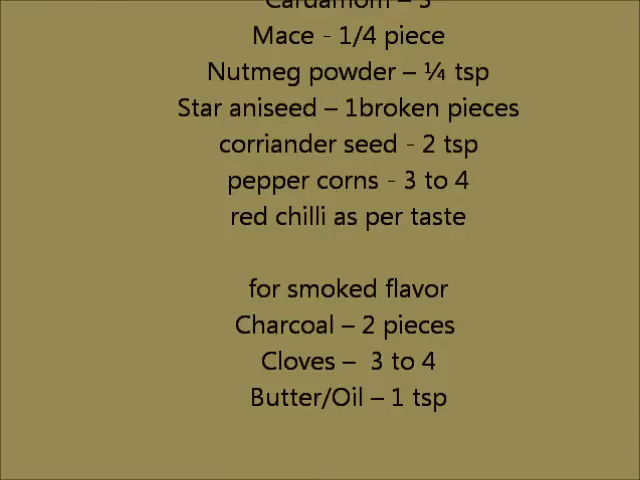 Cardamom – 3
Mace - 1/4 piece
Nutmeg powder – ¼ tsp
Star aniseed – 1broken pieces
corriander seed - 2 tsp
pepper corns - 3 to 4
red chilli as per taste
for smoked flavor
Charcoal – 2 pieces
Cloves –  3 to 4
Butter/Oil – 1 tsp